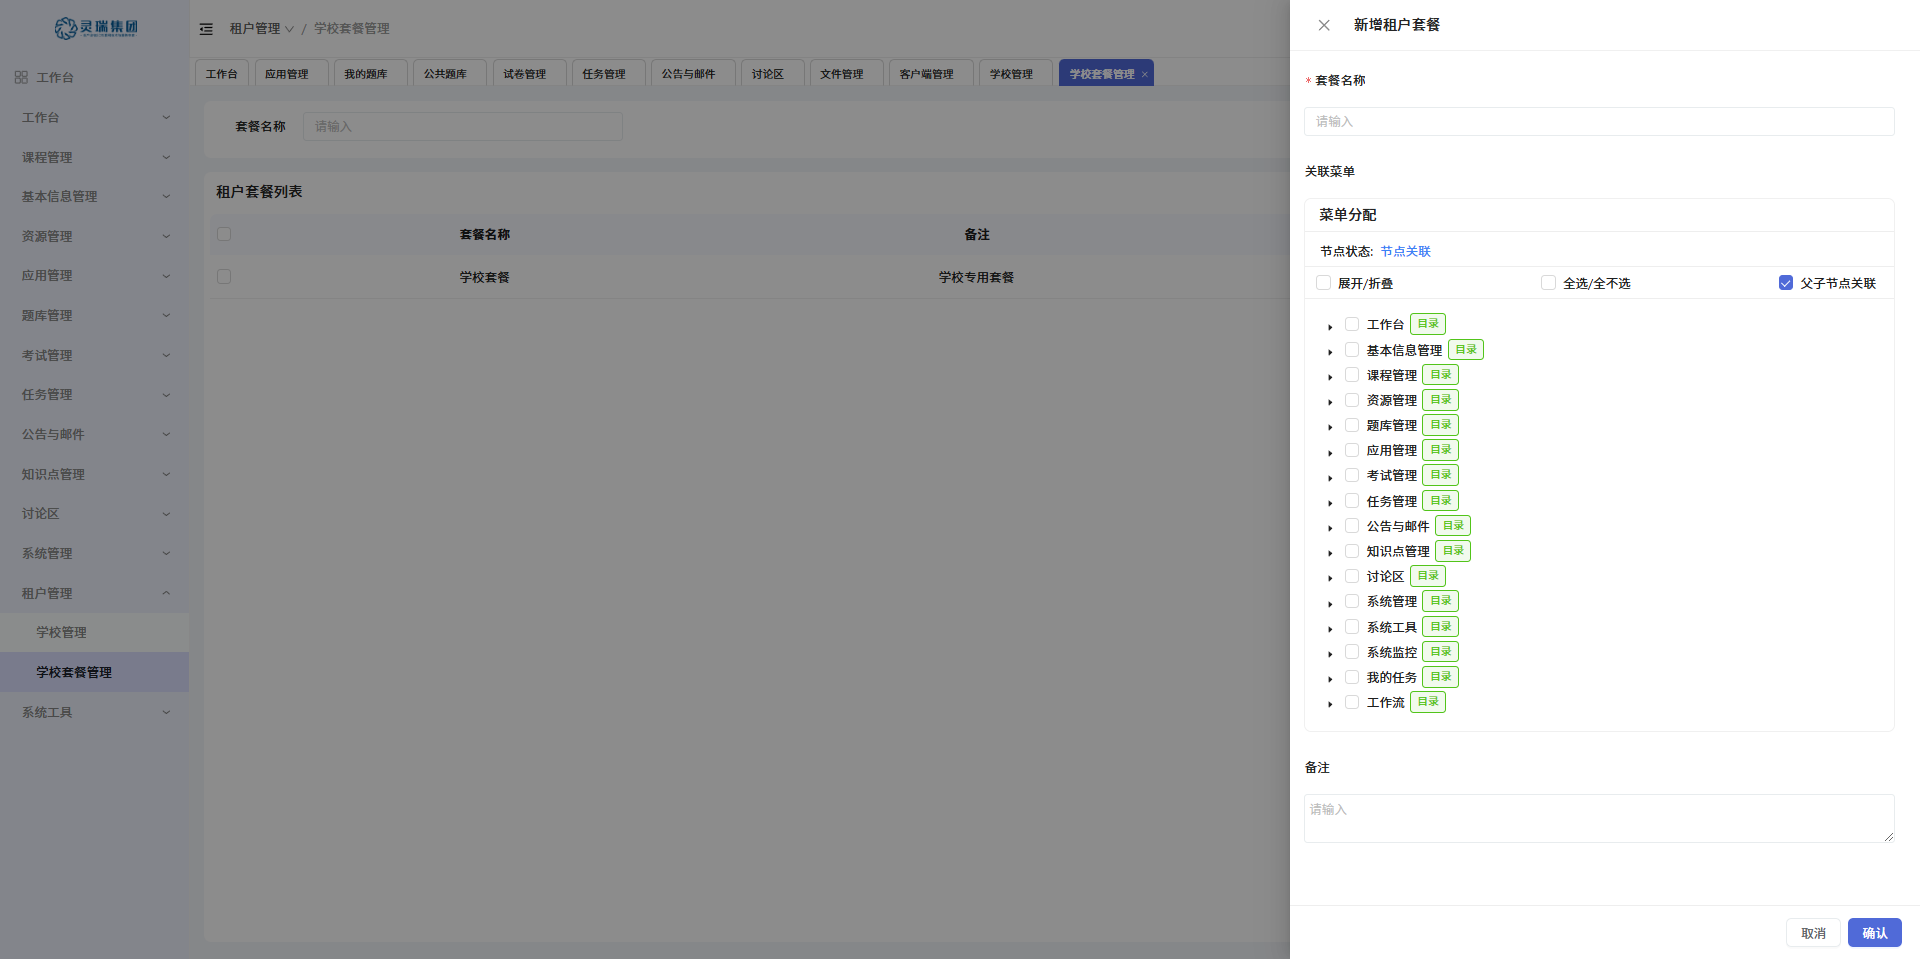 灵瑞集团
工作台
工作台
课程管理
基本信息管理
资源管理
应用管理
题库管理
考试管理
任务管理
公告与邮件
知识点管理
讨论区
系统管理
租户管理
学校管理
学校套餐管理
系统工具
租户管理 / 学校套餐管理
工作台 应用管理 我的题库 公共题库 试卷管理 任务管理 公告与邮件 讨论区 文件管理 客户端管理 学校管理 学校套餐管理
套餐名称 请输入
租户套餐列表
套餐名称 备注
学校套餐 学校专用套餐
新增租户套餐
* 套餐名称
请输入
关联菜单
菜单分配
节点状态: 节点关联
展开/折叠 全选/全不选 父子节点关联
工作台 目录
基本信息管理 目录
课程管理 目录
资源管理 目录
题库管理 目录
应用管理 目录
考试管理 目录
任务管理 目录
公告与邮件 目录
知识点管理 目录
讨论区 目录
系统管理 目录
系统工具 目录
系统监控 目录
我的任务 目录
工作流 目录
备注
请输入
取消 确认